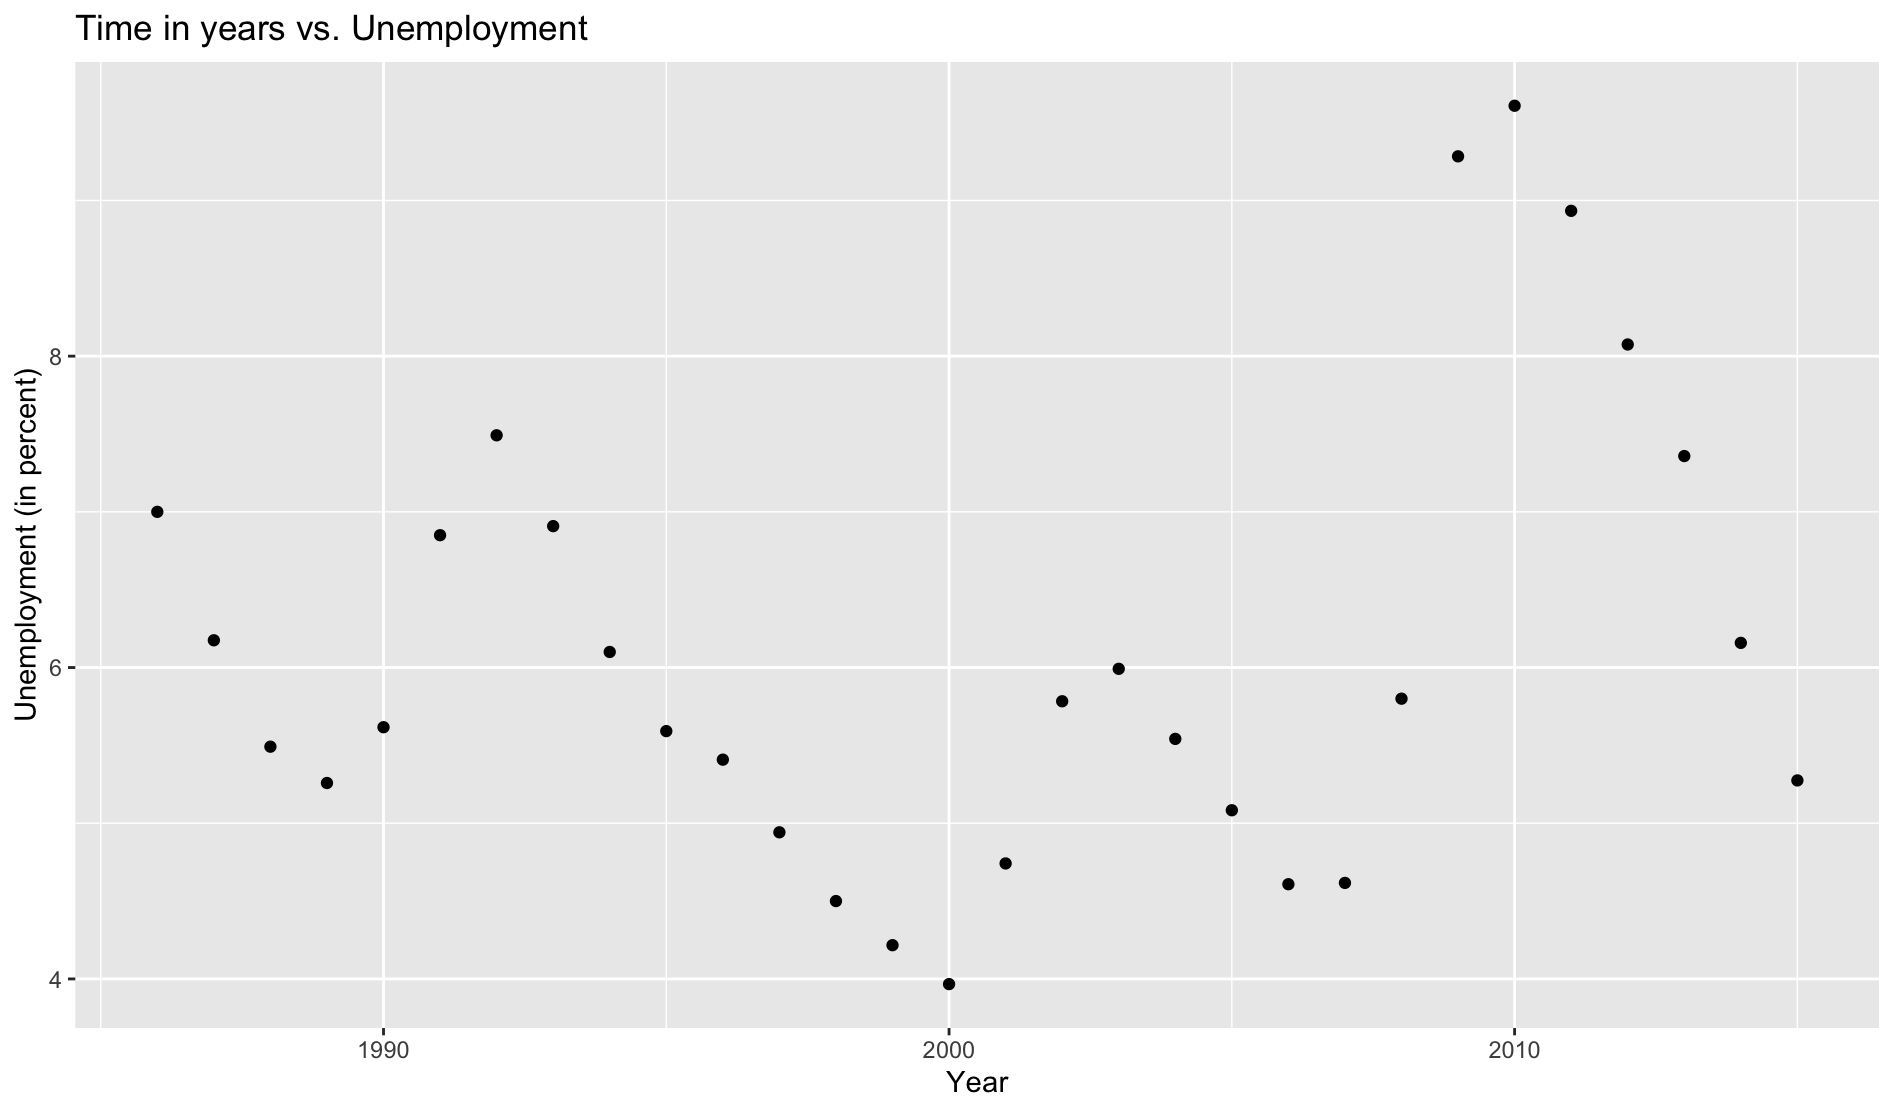 Time in years vs. Unemployment
Unemployment (in percent)
8
6
4
1990
2000
2010
Year